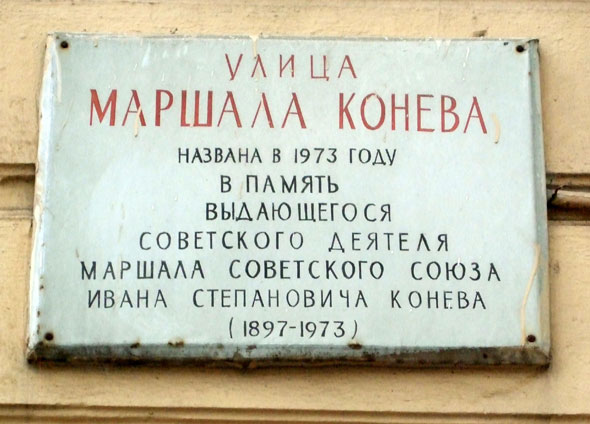 УЛИЦА
МАРШАЛА КОНЕВА
НАЗВАНА В 1973 ГОДУ
В ПАМЯТЬ
ВЫДАЮЩЕГОСЯ
СОВЕТСКОГО ДЕЯТЕЛЯ
МАРШАЛА СОВЕТСКОГО СОЮЗА
ИВАНА СТЕПАНОВИЧА КОНЕВА
(1897-1973)